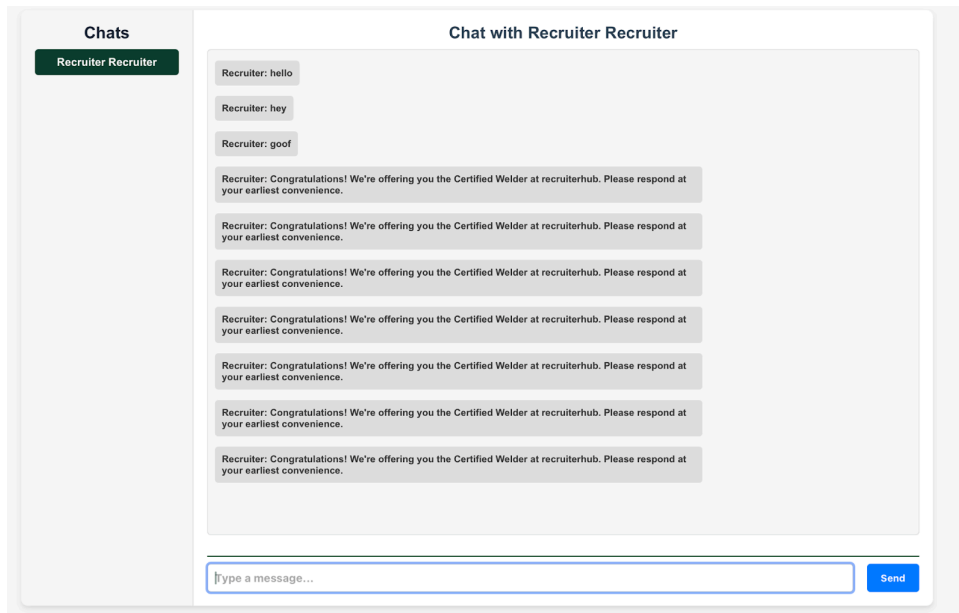 Chats
Recruiter Recruiter
Chat with Recruiter Recruiter
Recruiter: hello
Recruiter: hey
Recruiter: goof
Recruiter: Congratulations! We're offering you the Certified Welder at recruiterhub. Please respond at
your earliest convenience.
Recruiter: Congratulations! We're offering you the Certified Welder at recruiterhub. Please respond at
your earliest convenience.
Recruiter: Congratulations! We're offering you the Certified Welder at recruiterhub. Please respond at
your earliest convenience.
Recruiter: Congratulations! We're offering you the Certified Welder at recruiterhub. Please respond at
your earliest convenience.
Recruiter: Congratulations! We're offering you the Certified Welder at recruiterhub. Please respond at
your earliest convenience.
Recruiter: Congratulations! We're offering you the Certified Welder at recruiterhub. Please respond at
your earliest convenience.
Recruiter: Congratulations! We're offering you the Certified Welder at recruiterhub. Please respond at
your earliest convenience.
Type a message...
Send